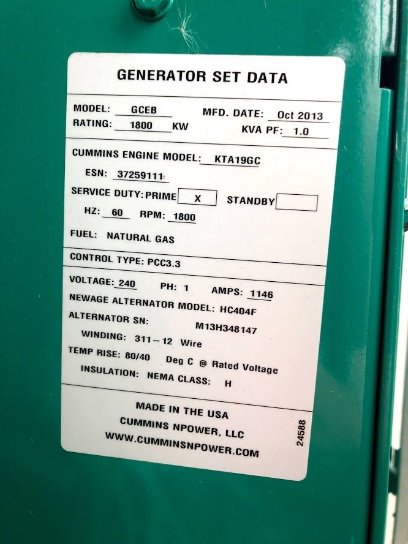 GENERATOR SET DATA
MODEL: GCEB MFD. DATE: Oct 2013
RATING: 1800 KW KVA PF: 1.0
CUMMINS ENGINE MODEL: KTA19GC
ESN: 37259111
SERVICE DUTY: PRIME X STANDBY
HZ: 60 RPM: 1800
FUEL: NATURAL GAS
CONTROL TYPE: PCC3.3
VOLTAGE: 240 PH: 1 AMPS: 1146
NEWAGE ALTERNATOR MODEL: HC404F
ALTERNATOR SN: M13H348147
WINDING: 311-12 Wire
TEMP RISE: 80/40 Deg C @ Rated Voltage
INSULATION: NEMA CLASS: H
MADE IN THE USA
CUMMINS NPOWER, LLC
WWW.CUMMINSNPOWER.COM
24588